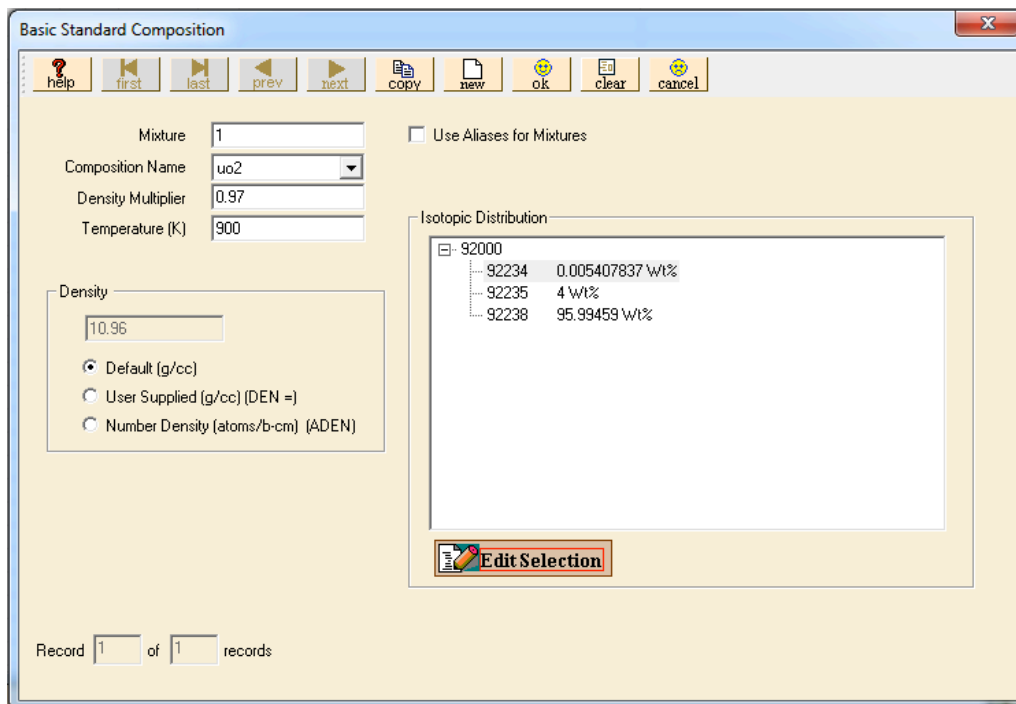 Basic Standard Composition
help first last prev next copy new ok clear cancel
Mixture 1 Use Aliases for Mixtures
Composition Name uo2
Density Multiplier 0.97
Temperature (K) 900
Isotopic Distribution
92000
92234 0.005407837 Wt%
92235 4 Wt%
92238 95.99459 Wt%
Density
10.96
Default (g/cc)
User Supplied (g/cc) (DEN =)
Number Density (atoms/b-cm) (ADEN)
Edit Selection
Record 1 of 1 records